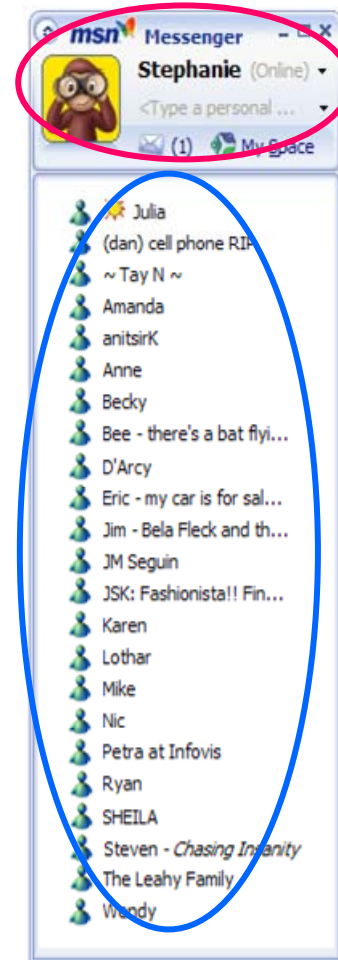 msn Messenger
Stephanie (Online)
<Type a personal ...
(1) My Space
Julia
(dan) cell phone RIP
~ Tay N ~
Amanda
anitsirK
Anne
Becky
Bee - there's a bat flyi...
D'Arcy
Eric - my car is for sal...
Jim - Bela Fleck and th...
JM Seguin
JSK: Fashionista!! Fin...
Karen
Lothar
Mike
Nic
Petra at Infovis
Ryan
SHEILA
Steven - Chasing Insanity
The Leahy Family
Wendy